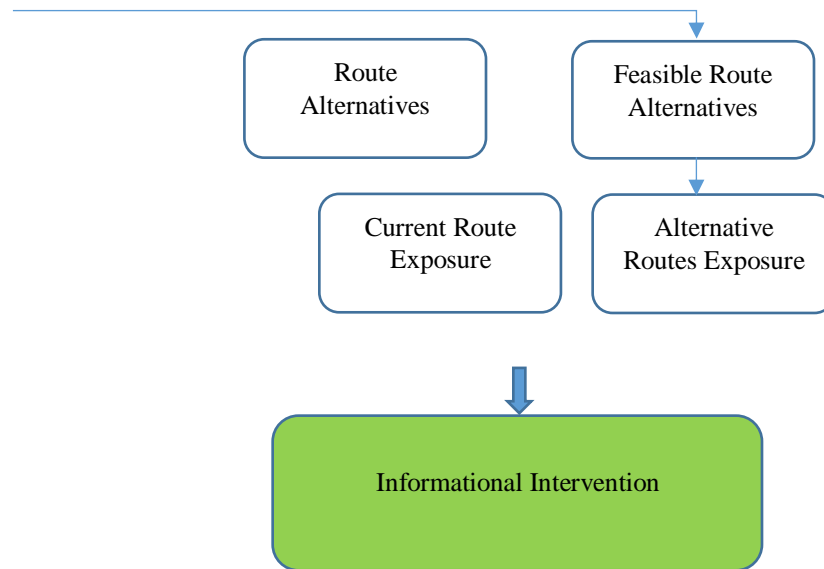 Route
Alternatives
Feasible Route
Alternatives
Current Route
Exposure
Alternative
Routes Exposure
Informational Intervention